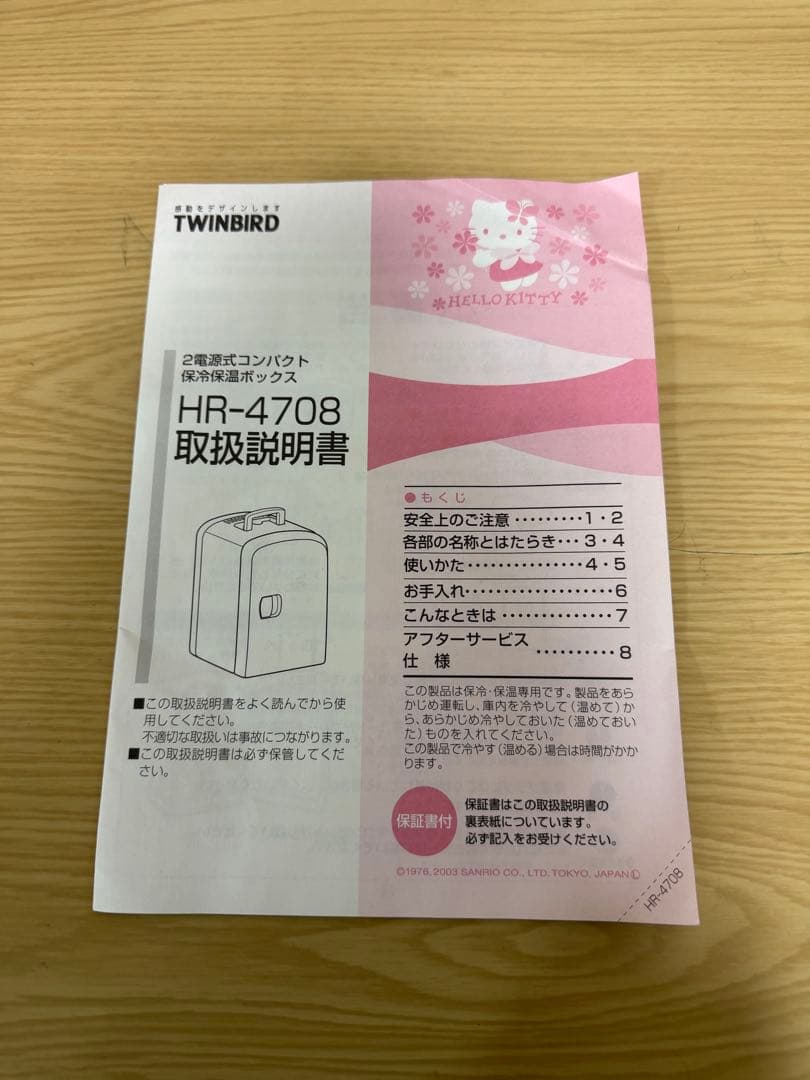 感動をデザインします
TWINBIRD
HELLO KITTY
2電源式コンパクト
保冷保温ボックス
HR-4708
取扱説明書
■この取扱説明書をよく読んでから使
用してください。
不適切な取扱いは事故につながります。
■この取扱説明書は必ず保管してくだ
さい。
●もくじ
安全上のご注意・・・・・・・・・1・2
各部の名称とはたらき・・・3・4
使いかた・・・・・・・・・・・・・・・4・5
お手入れ・・・・・・・・・・・・・・・・・・・6
こんなときは・・・・・・・・・・・・・・7
アフターサービス
仕 様 ・・・・・・・・・・8
この製品は保冷・保温専用です。製品をあら
かじめ運転し、庫内を冷やして(温めて)か
ら、あらかじめ冷やしておいた(温めておい
た)ものを入れてください。
この製品で冷やす(温める)場合は時間がかか
ります。
保証書付
保証書はこの取扱説明書の
裏表紙についています。
必ず記入をお受けください。
©1976, 2003 SANRIO CO., LTD. TOKYO, JAPAN Ⓛ
HR-4708